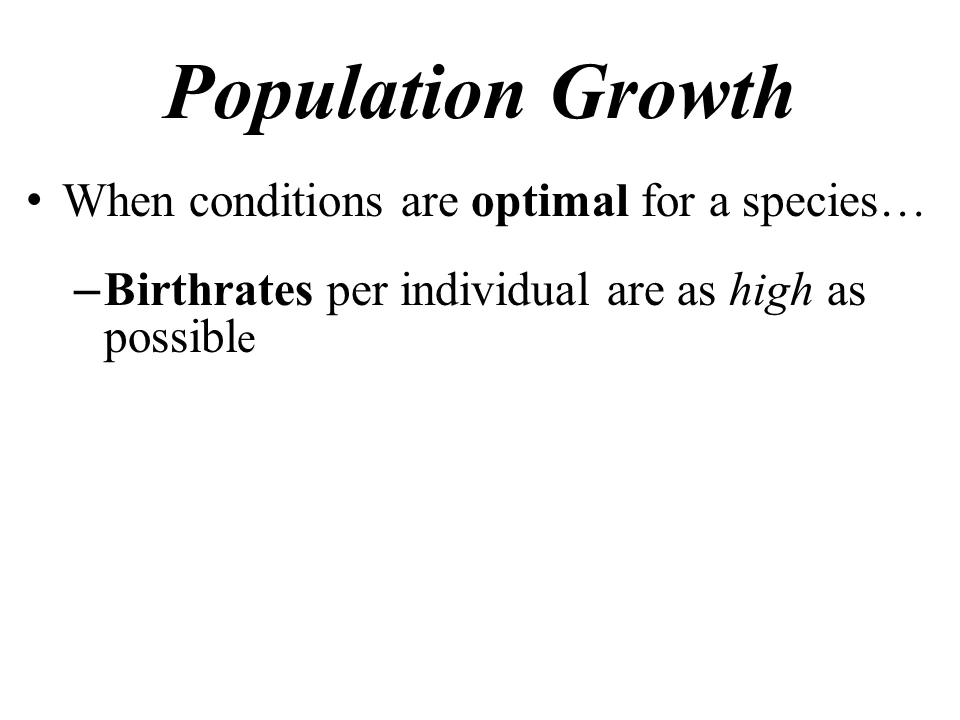 Population Growth
• When conditions are optimal for a species…
– Birthrates per individual are as high as
possible